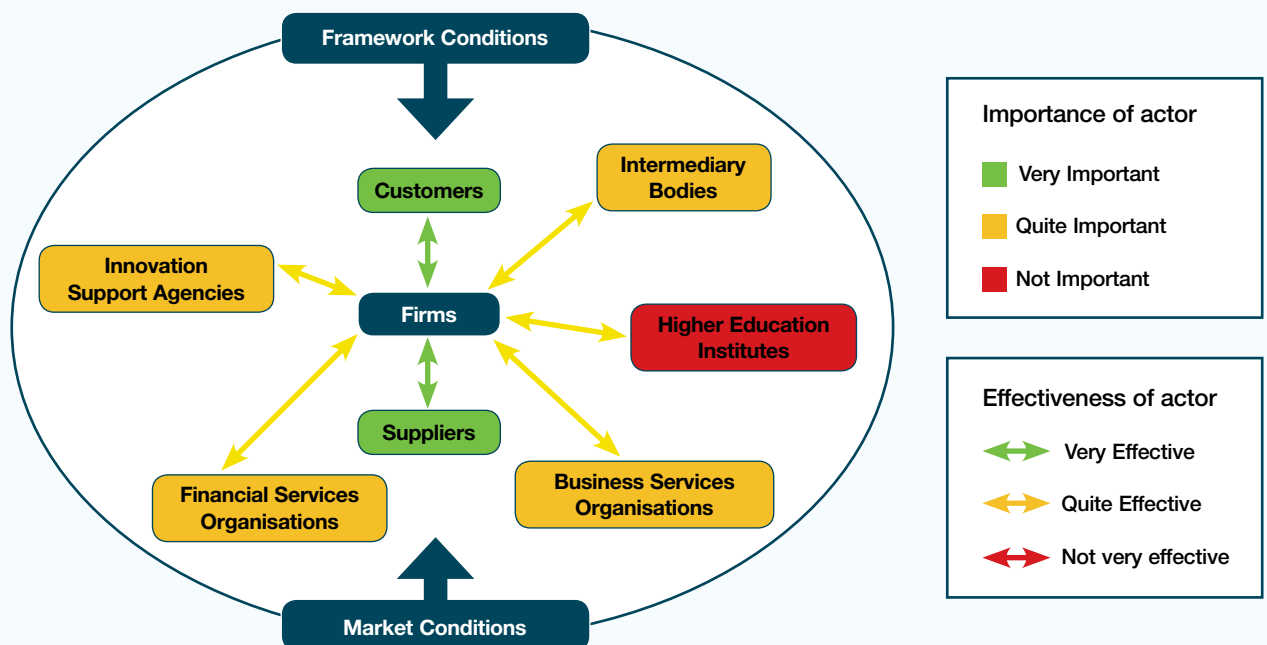 Framework Conditions
Customers
Intermediary
Bodies
Innovation
Support Agencies
Firms
Higher Education
Institutes
Suppliers
Financial Services
Organisations
Business Services
Organisations
Market Conditions
Importance of actor
Very Important
Quite Important
Not Important
Effectiveness of actor
Very Effective
Quite Effective
Not very effective